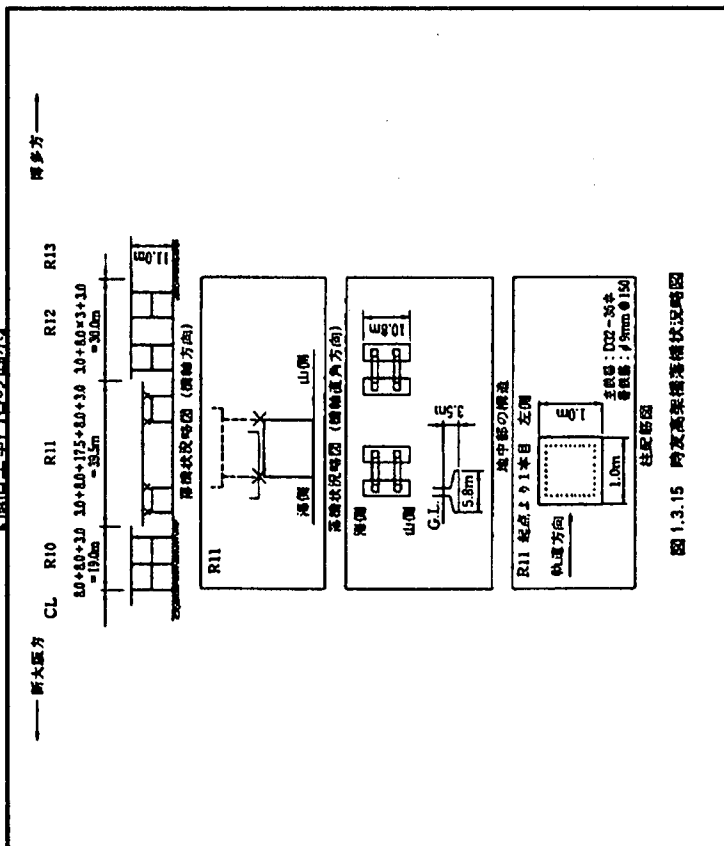 ← 新大阪方
博多方 →
CL R10 R11 R12 R13
8.0+8.0+3.0 3.0+8.0+17.5+8.0+3.0 3.0+8.0×3+3.0
=19.0m =39.5m =30.0m
11.0m
落橋状況略図 (橋軸方向)
R11
海側 山側
落橋状況略図 (橋軸直角方向)
海側
山側
10.8m
G.L.
3.5m
5.8m
地中部の構造
R11 起点より1本目 左側
軌道方向
1.0m
1.0m
主鉄筋:D32-36本
帯鉄筋:φ9mm@150
柱配筋図
図1.3.15 時友高架橋落橋状況略図